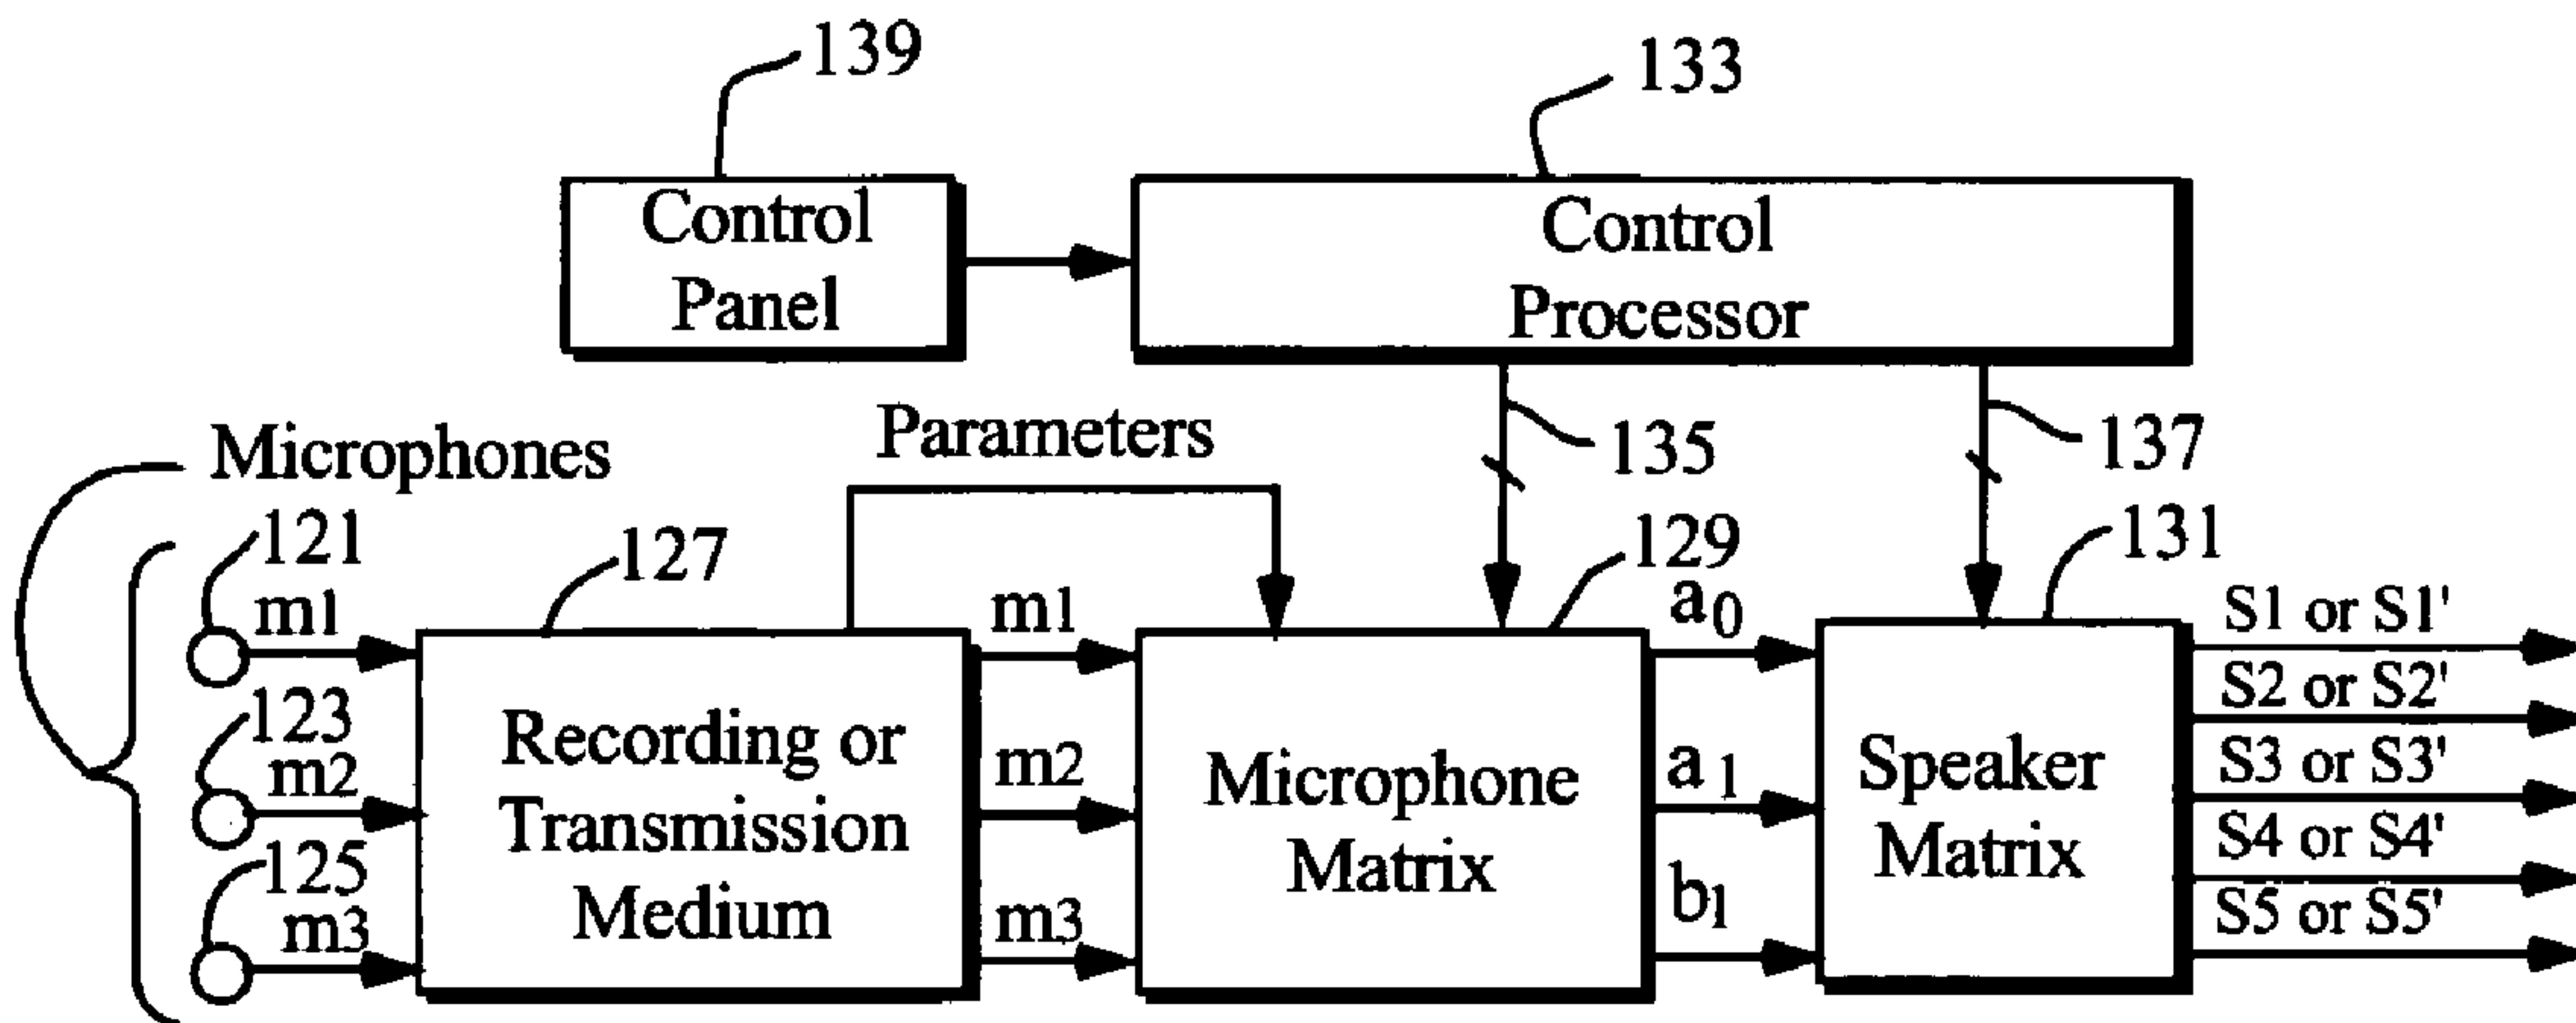 139
133
Control
Panel
Control
Processor
Microphones
Parameters
135
137
121
127
129
131
m1
m1
a0
S1 or S1'
123
m2
Recording or
Transmission
Medium
m2
Microphone
Matrix
a1
Speaker
Matrix
S2 or S2'
S3 or S3'
125
m3
m3
b1
S4 or S4'
S5 or S5'